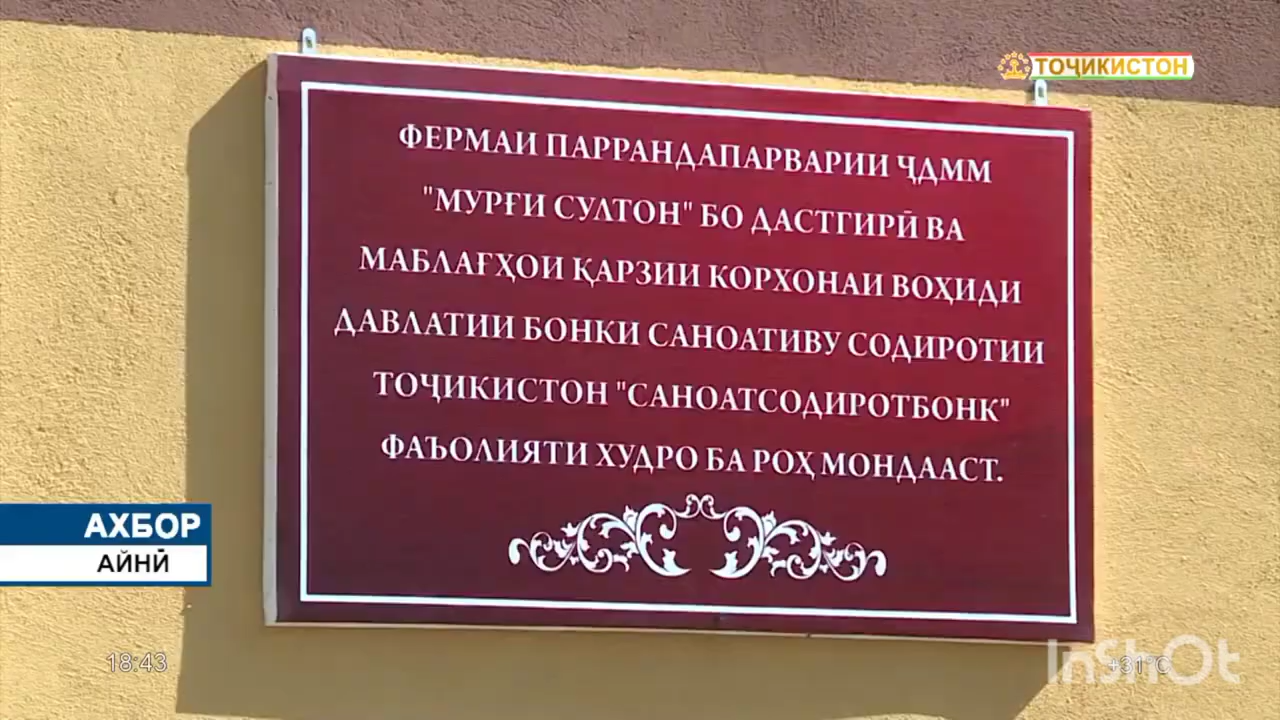 ТОҶИКИСТОН
ФЕРМАИ ПАРРАНДАПАРВАРИИ ҶДММ
"МУРҒИ СУЛТОН" БО ДАСТГИРӢ ВА
МАБЛАҒҲОИ ҚАРЗИИ КОРХОНАИ ВОҲИДИ
ДАВЛАТИИ БОНКИ САНОАТИВУ СОДИРОТИИ
ТОҶИКИСТОН "САНОАТСОДИРОТБОНК"
ФАЪОЛИЯТИ ХУДРО БА РОҲ МОНДААСТ.
АХБОР
АЙНӢ
18:43
+31°C
InShOt